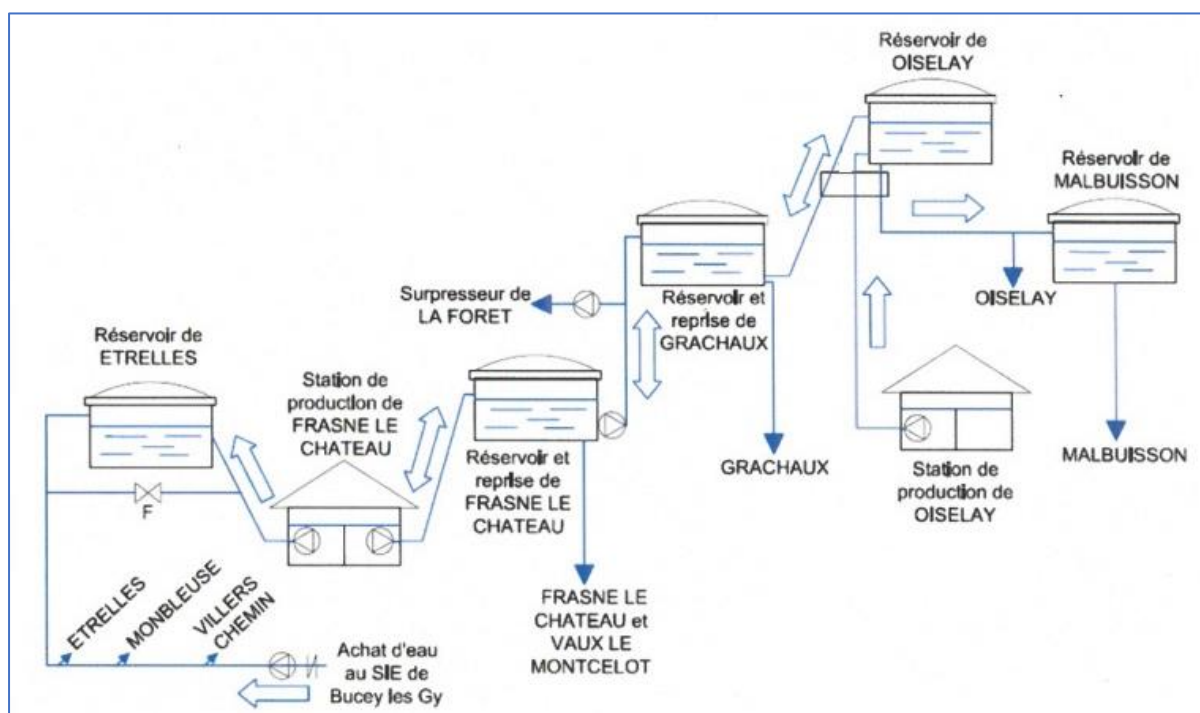 Réservoir de
OISELAY
Réservoir de
MALBUISSON
Surpresseur de
LA FORET
Réservoir et
reprise de
GRACHAUX
OISELAY
Réservoir de
ETRELLES
Station de
production de
FRASNE LE
CHATEAU
Réservoir et
reprise de
FRASNE LE
CHATEAU
GRACHAUX
Station de
production de
OISELAY
MALBUISSON
F
ETRELLES
MONBLEUSE
VILLERS
CHEMIN
FRASNE LE
CHATEAU et
VAUX LE
MONTCELOT
Achat d'eau
au SIE de
Bucey les Gy